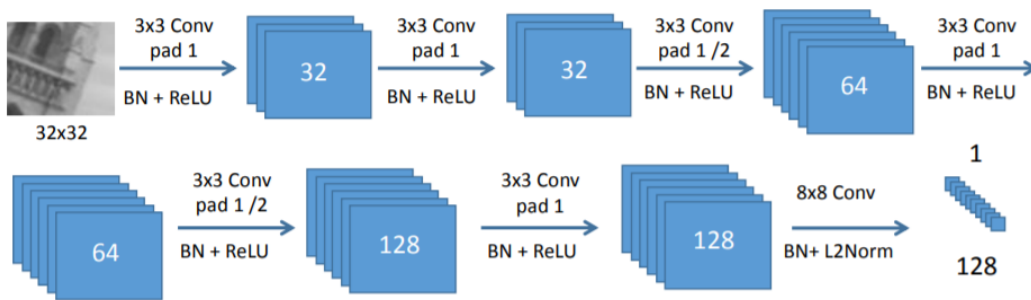 3x3 Conv
pad 1
BN + ReLU
32x32
32
3x3 Conv
pad 1
BN + ReLU
32
3x3 Conv
pad 1 /2
BN + ReLU
64
3x3 Conv
pad 1
BN + ReLU
64
3x3 Conv
pad 1 /2
BN + ReLU
128
3x3 Conv
pad 1
BN + ReLU
128
8x8 Conv
BN+ L2Norm
1
128